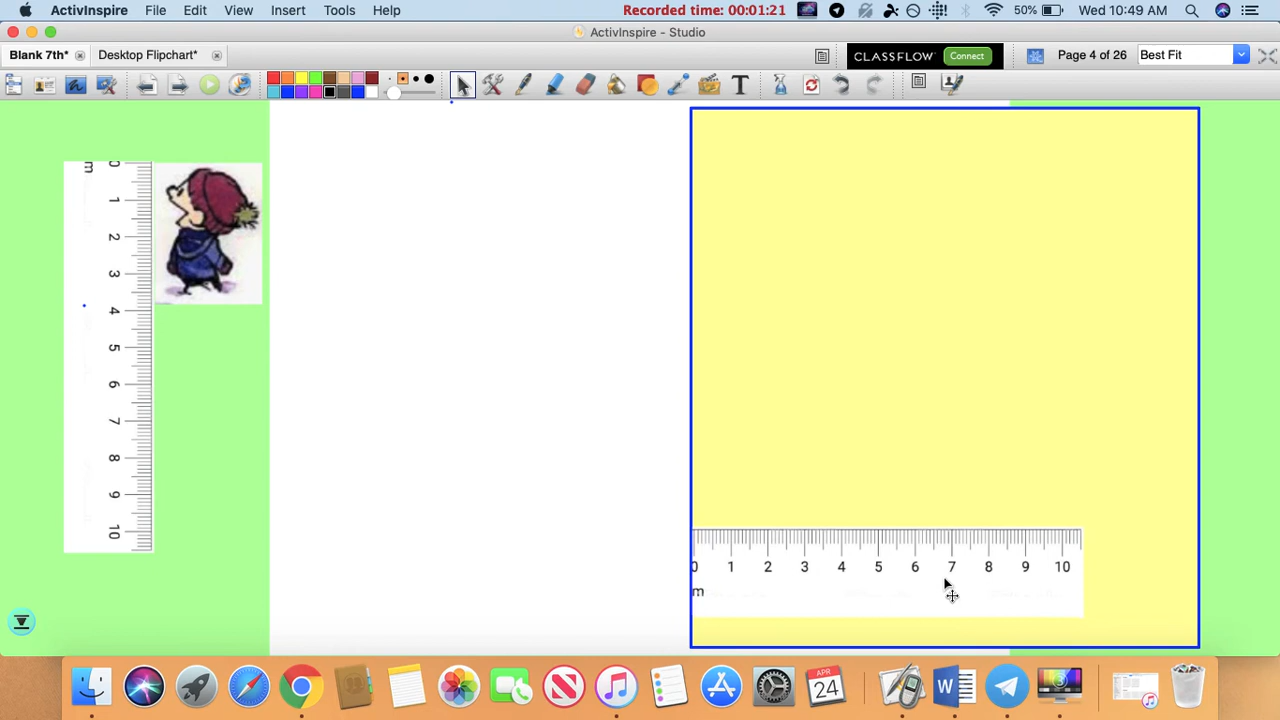 ActivInspire File Edit View Insert Tools Help Recorded time: 00:01:21 50% Wed 10:49 AM
ActivInspire - Studio
Blank 7th* Desktop Flipchart* CLASSFLOW Connect Page 4 of 26 Best Fit
T
m
0
1
2
3
4
5
6
7
8
9
10
0 1 2 3 4 5 6 7 8 9 10
m
APR
24
W